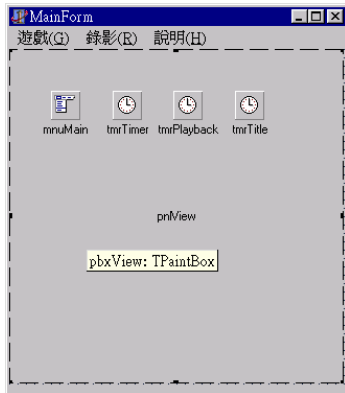 MainForm
遊戲(G) 錄影(R) 說明(H)
mnuMain tmrTimer tmrPlayback tmrTitle
pnlView
pbxView: TPaintBox